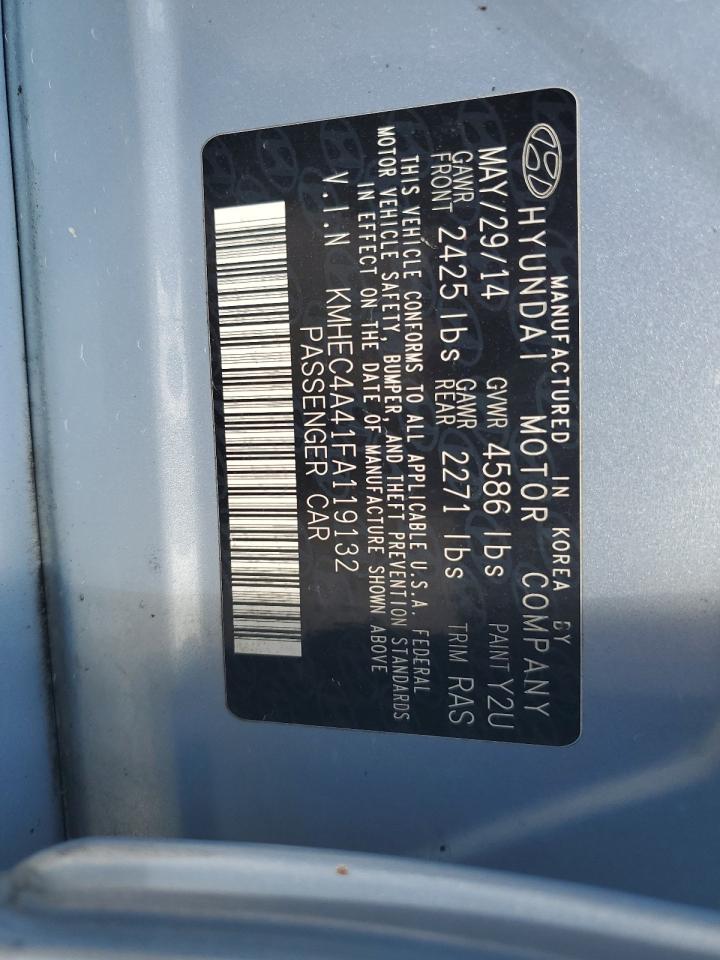 MANUFACTURED IN KOREA BY
HYUNDAI MOTOR COMPANY
MAY/29/14 GVWR 4586 lbs PAINT Y2U
GAWR FRONT 2425 lbs GAWR REAR 2271 lbs TRIM RAS
THIS VEHICLE CONFORMS TO ALL APPLICABLE U.S.A. FEDERAL
MOTOR VEHICLE SAFETY, BUMPER, AND THEFT PREVENTION STANDARDS
IN EFFECT ON THE DATE OF MANUFACTURE SHOWN ABOVE
V.I.N KMHEC4A41FA119132
PASSENGER CAR